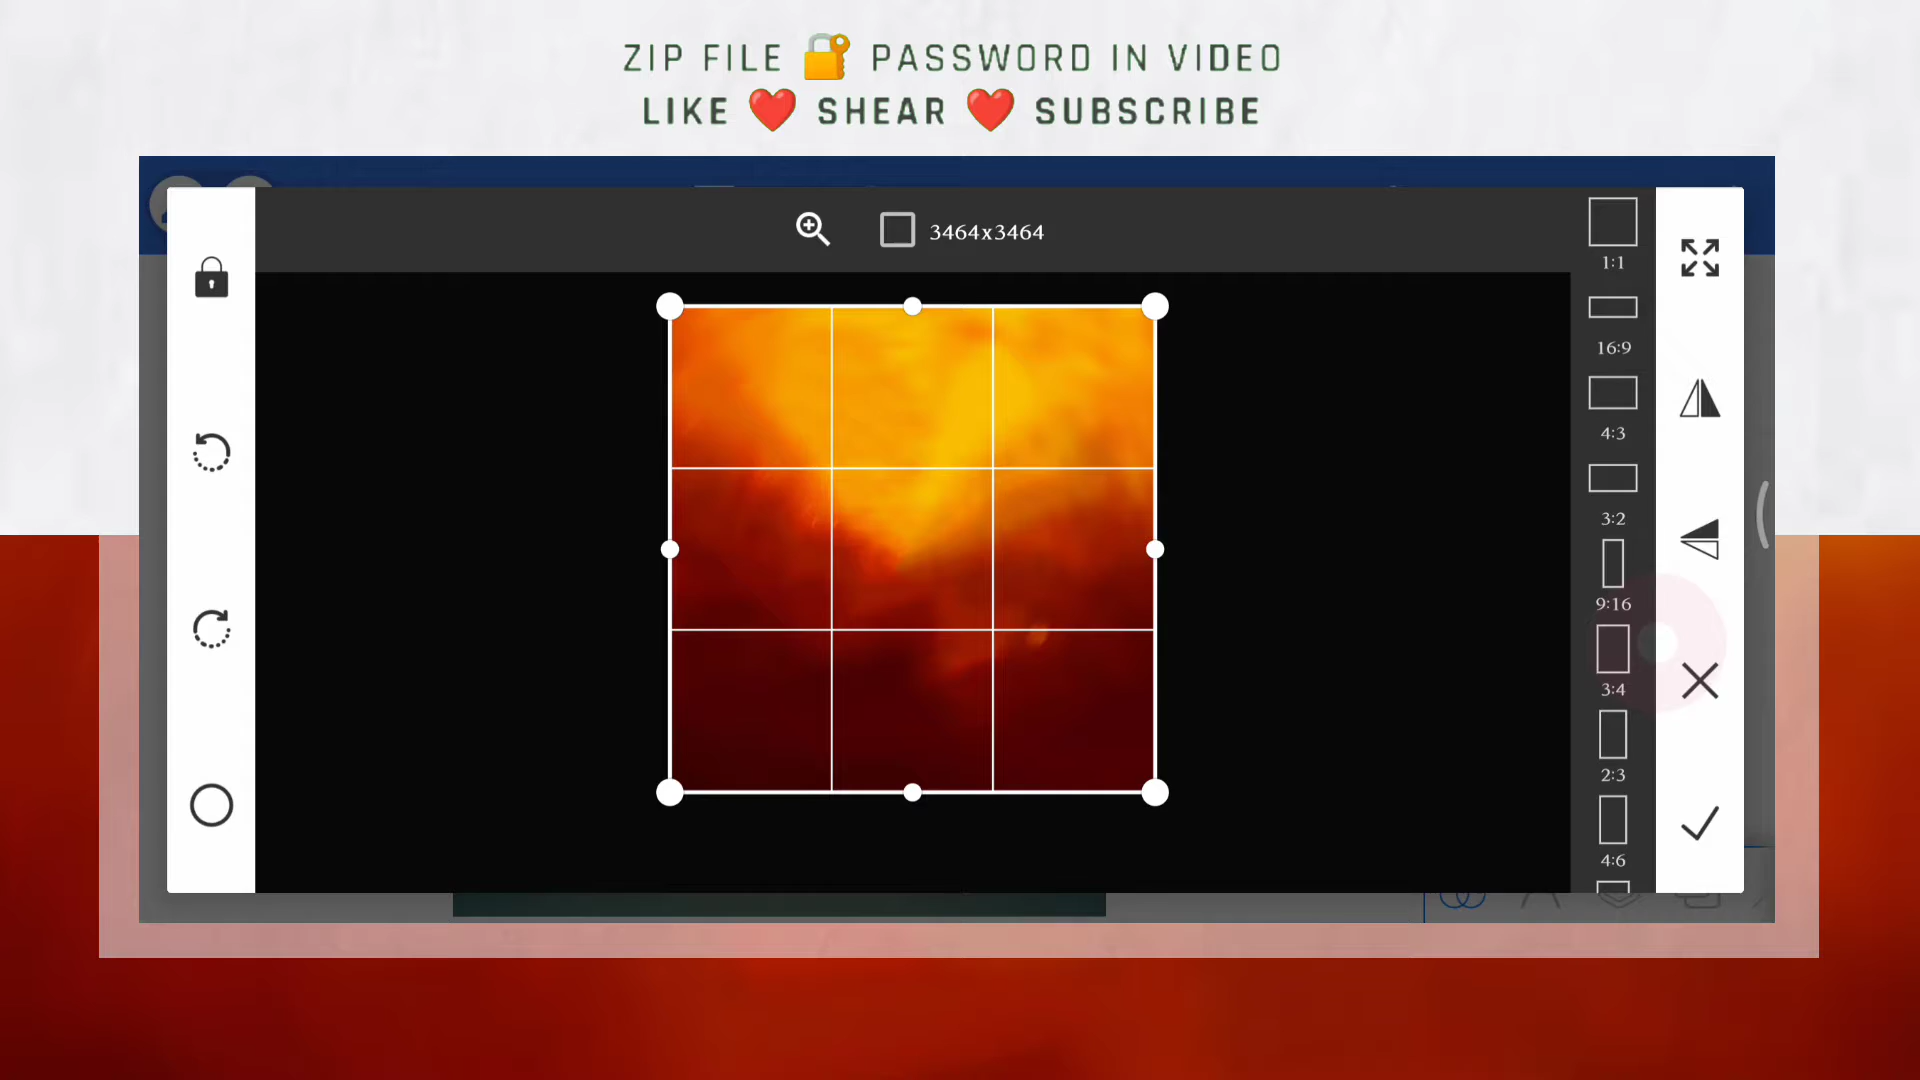 ZIP FILE 🔐 PASSWORD IN VIDEO
LIKE ❤️ SHEAR ❤️ SUBSCRIBE
3464x3464
1:1
16:9
4:3
3:2
9:16
3:4
2:3
4:6